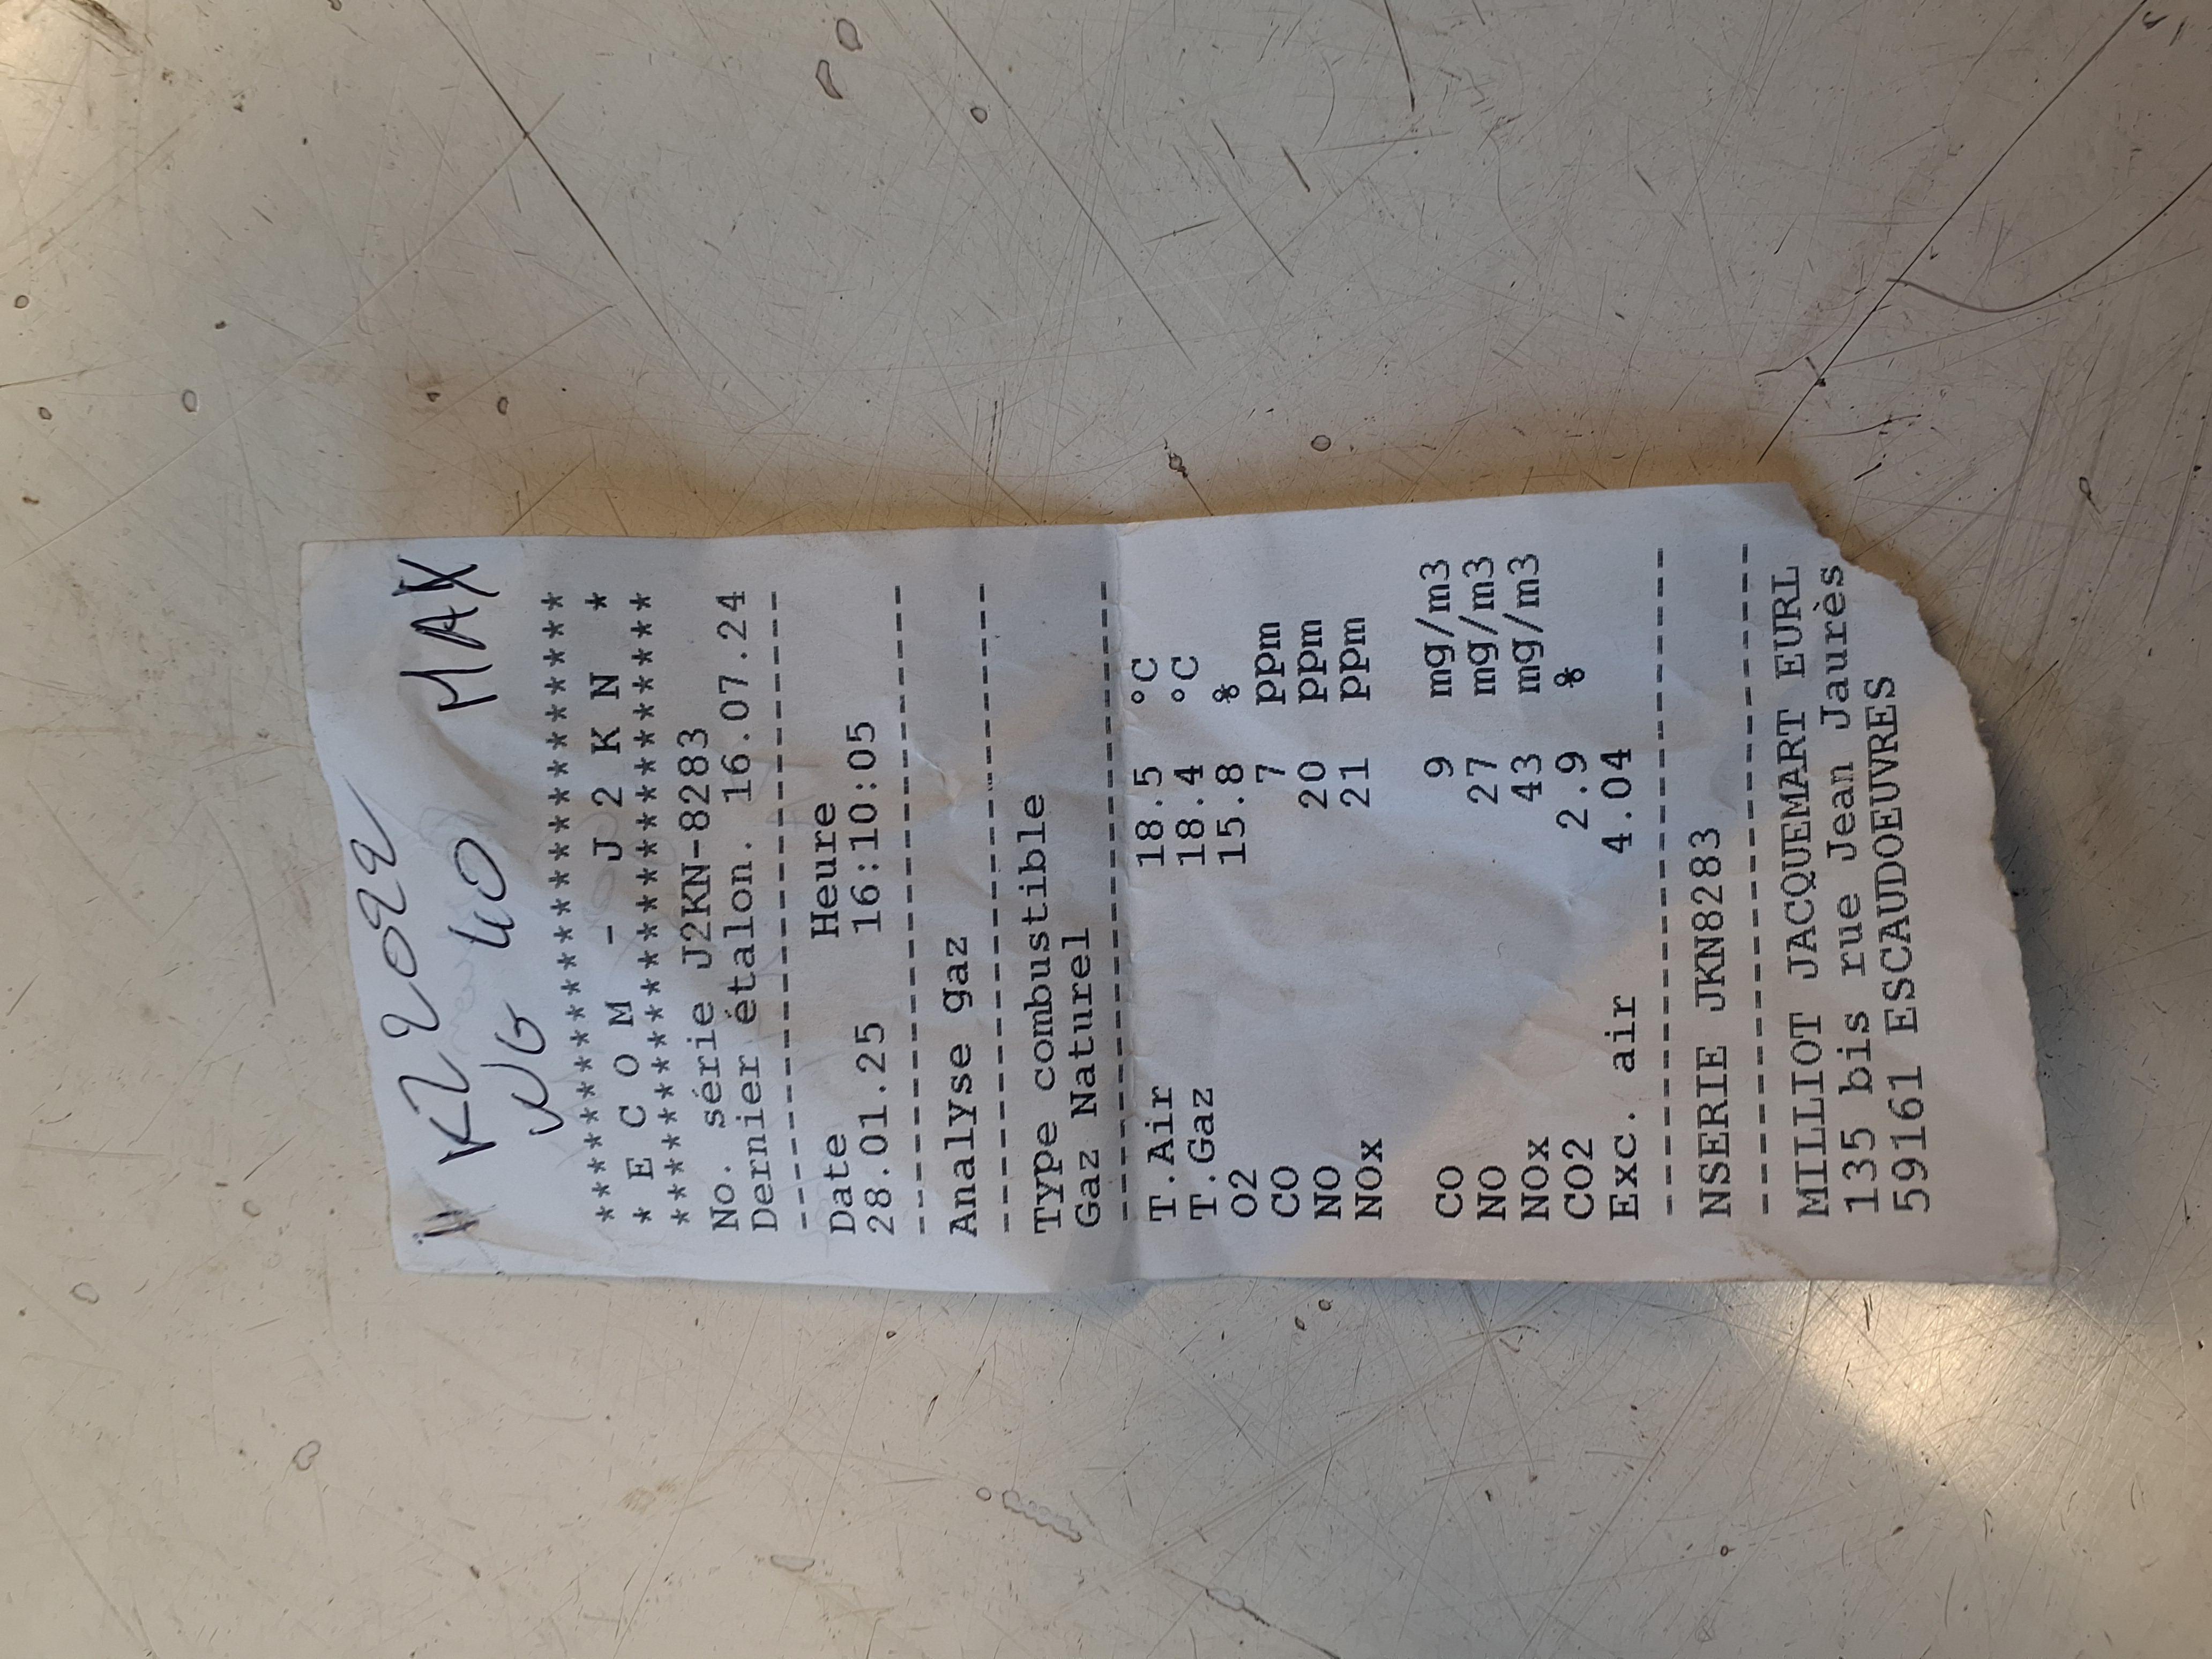 K2 2022
WG 40 MAX
*************************
* E C O M - J 2 K N *
*************************
No. série J2KN-8283
Dernier étalon. 16.07.24
-------------------------
Date Heure
28.01.25 16:10:05
-------------------------
Analyse gaz
-------------------------
Type combustible
Gaz Naturel
-------------------------
T.Air 18.5 °C
T.Gaz 18.4 °C
O2 15.8 %
CO 7 ppm
NO 20 ppm
NOx 21 ppm
CO 9 mg/m3
NO 27 mg/m3
NOx 43 mg/m3
CO2 2.9 %
Exc. air 4.04
-------------------------
NSERIE JKN8283
-------------------------
MILLIOT JACQUEMART EURL
135 bis rue Jean Jaurès
59161 ESCAUDOEUVRES